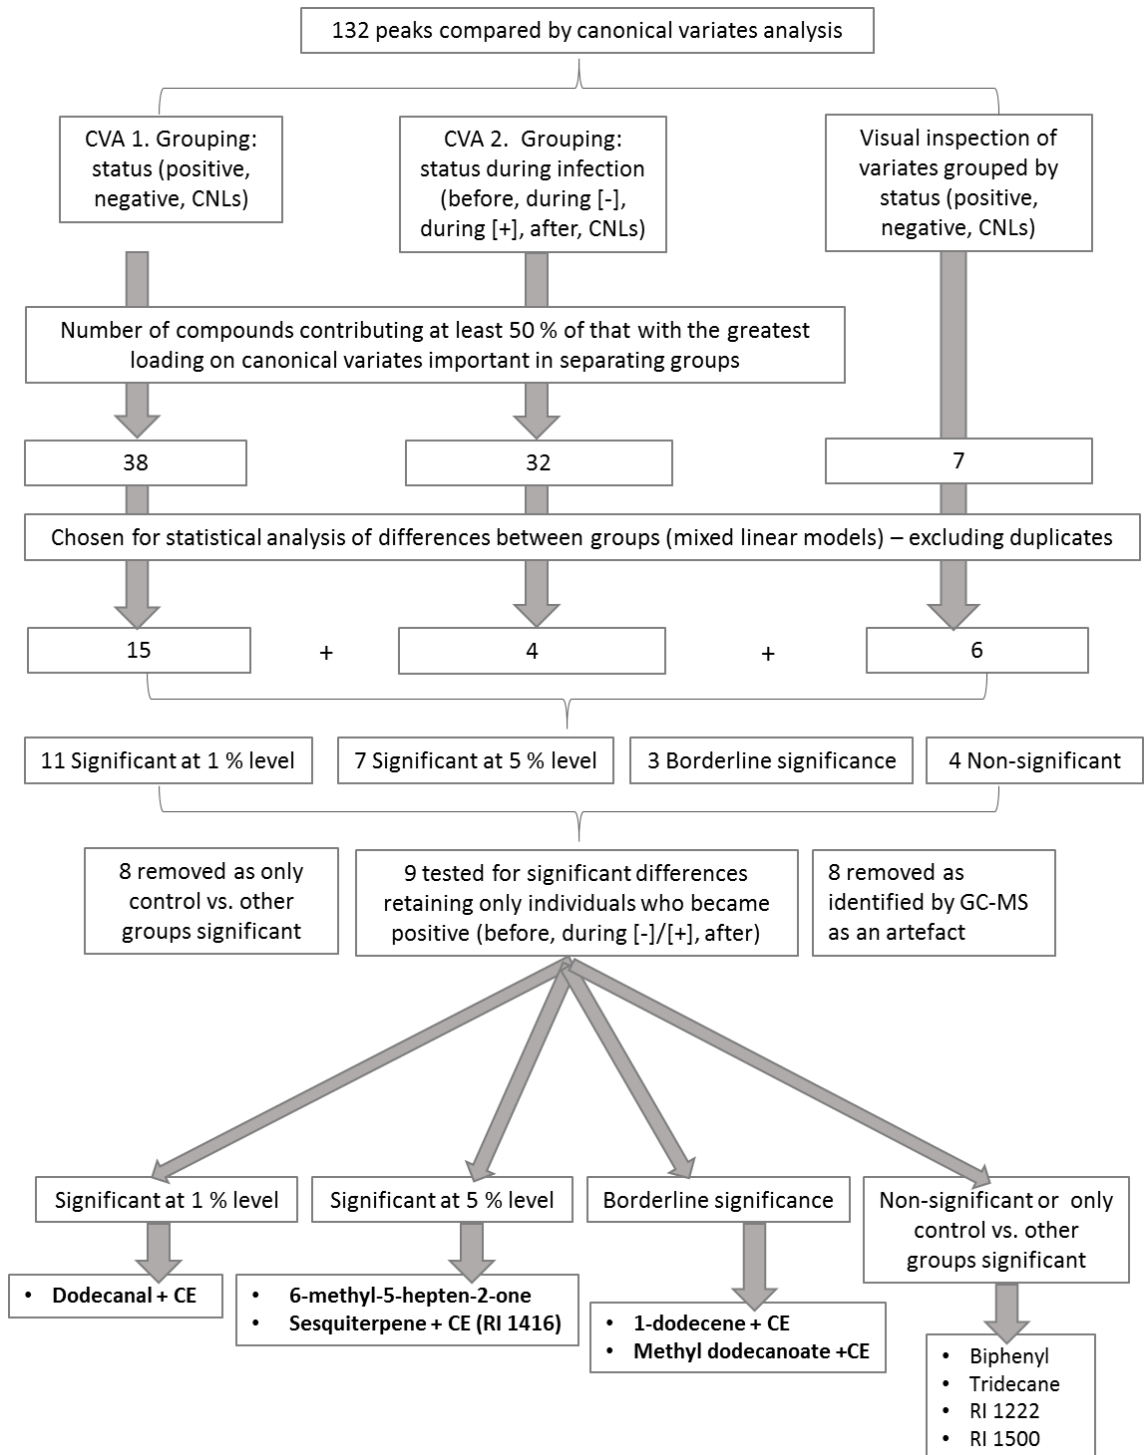 132 peaks compared by canonical variates analysis
CVA 1. Grouping:
status (positive,
negative, CNLs)
CVA 2. Grouping:
status during infection
(before, during [-],
during [+], after, CNLs)
Visual inspection of
variates grouped by
status (positive,
negative, CNLs)
Number of compounds contributing at least 50 % of that with the greatest
loading on canonical variates important in separating groups
38
32
7
Chosen for statistical analysis of differences between groups (mixed linear models) – excluding duplicates
15
+
4
+
6
11 Significant at 1 % level
7 Significant at 5 % level
3 Borderline significance
4 Non-significant
8 removed as only
control vs. other
groups significant
9 tested for significant differences
retaining only individuals who became
positive (before, during [-]/[+], after)
8 removed as
identified by GC-MS
as an artefact
Significant at 1 % level
Significant at 5 % level
Borderline significance
Non-significant or only
control vs. other
groups significant
• Dodecanal + CE
• 6-methyl-5-hepten-2-one
• Sesquiterpene + CE (RI 1416)
• 1-dodecene + CE
• Methyl dodecanoate +CE
• Biphenyl
• Tridecane
• RI 1222
• RI 1500